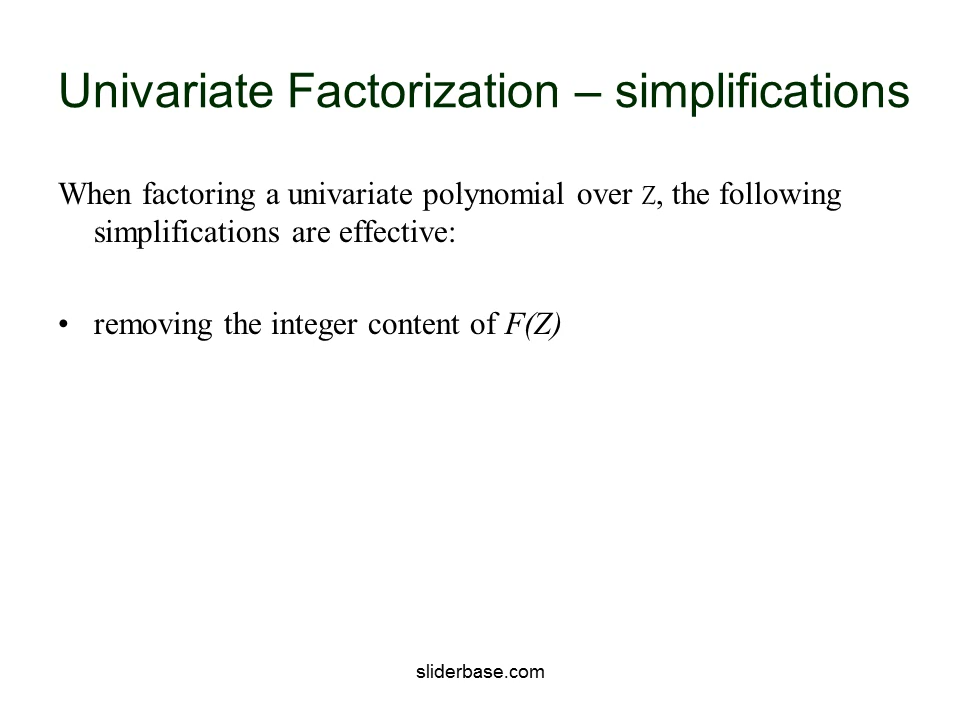 Univariate Factorization – simplifications
When factoring a univariate polynomial over Z, the following
simplifications are effective:
• removing the integer content of F(Z)
sliderbase.com